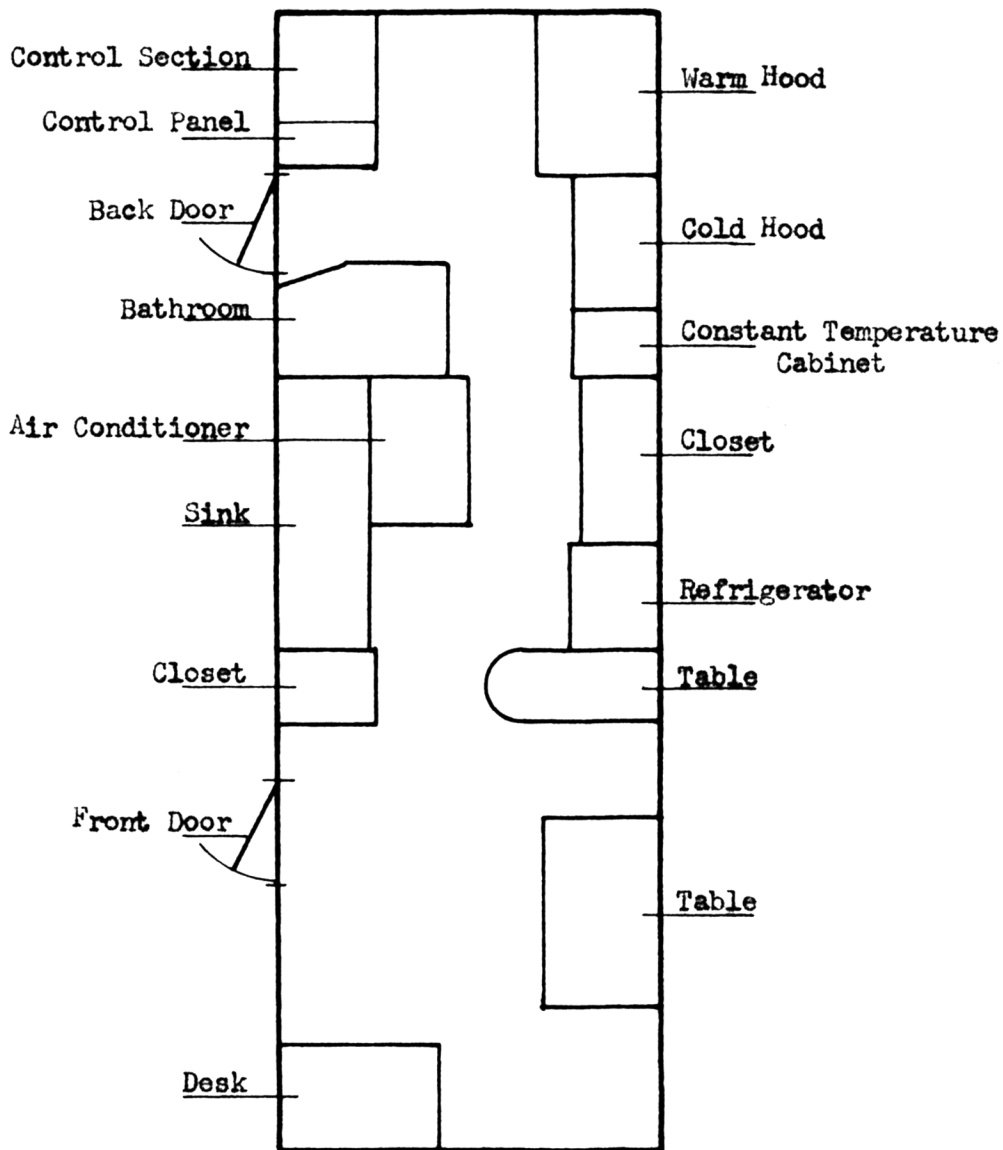 Control Section
Control Panel
Back Door
Bathroom
Air Conditioner
Sink
Closet
Front Door
Desk
Warm Hood
Cold Hood
Constant Temperature
Cabinet
Closet
Refrigerator
Table
Table